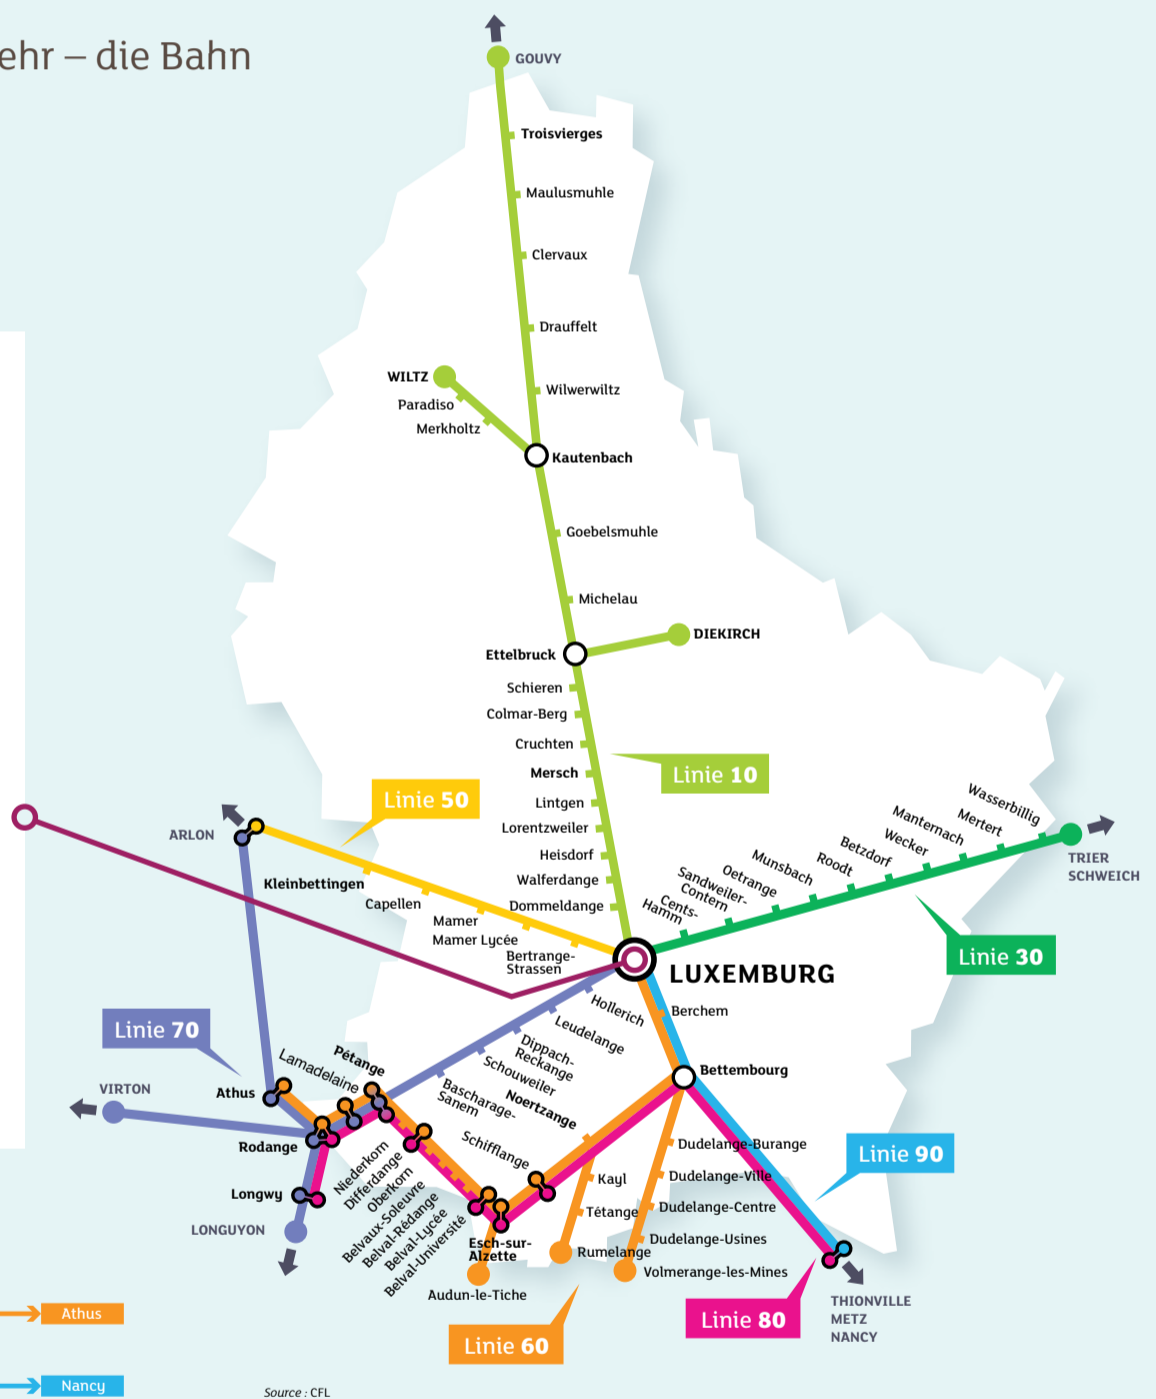 ehr – die Bahn
GOUVY
Troisvierges
Maulusmuhle
Clervaux
Drauffelt
WILTZ
Paradiso
Merkholtz
Wilwerwiltz
Kautenbach
Goebelsmuhle
Michelau
DIEKIRCH
Ettelbruck
Schieren
Colmar-Berg
Cruchten
Mersch
Lintgen
Lorentzweiler
Heisdorf
Walferdange
Dommeldange
Linie 10
Linie 50
ARLON
Kleinbettingen
Capellen
Mamer
Mamer Lycée
Bertrange-
Strassen
Cents-
Hamm
Sandweiler-
Contern
Oetrange
Munsbach
Roodt
Betzdorf
Wecker
Manternach
Mertert
Wasserbillig
TRIER
SCHWEICH
Linie 30
LUXEMBURG
Hollerich
Leudelange
Dippach-
Reckange
Schouweiler
Bascharage-
Sanem
Berchem
Bettembourg
Linie 70
Lamadelaine
Pétange
VIRTON
Athus
Rodange
Longwy
LONGUYON
Niederkorn
Differdange
Oberkorn
Belvaux-Soleuvre
Belval-Rédange
Belval-Lycée
Belval-Université
Noertzange
Schifflange
Esch-sur-
Alzette
Audun-le-Tiche
Kayl
Tétange
Rumelange
Dudelange-Burange
Dudelange-Ville
Dudelange-Centre
Dudelange-Usines
Volmerange-les-Mines
Linie 90
Linie 80
Linie 60
THIONVILLE
METZ
NANCY
Athus
Nancy
Source : CFL